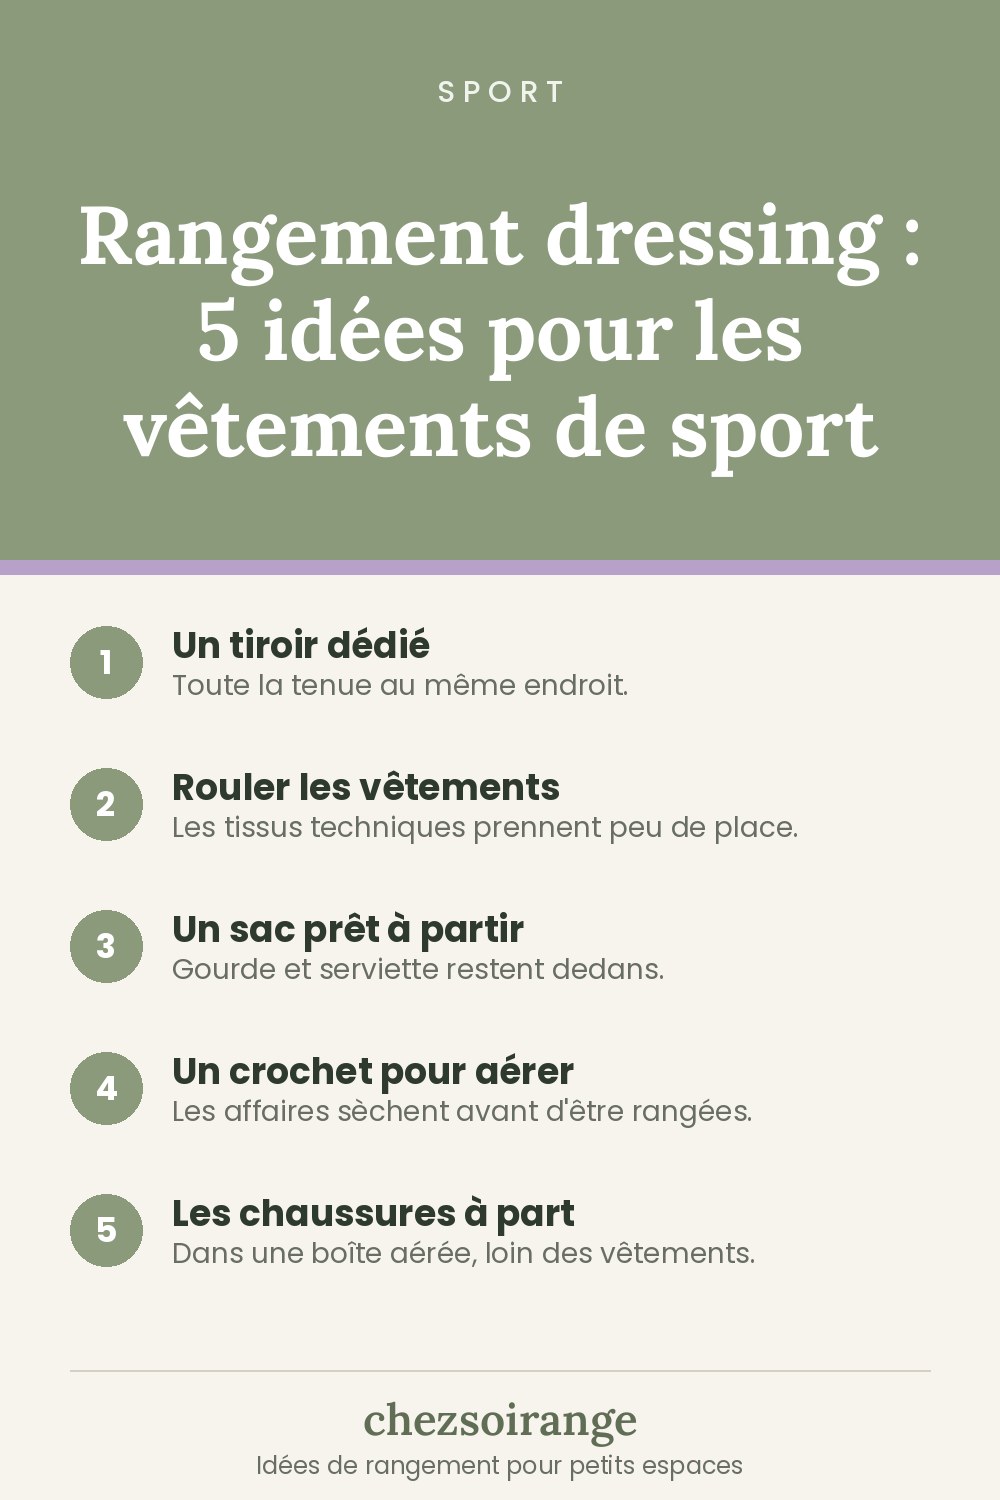 SPORT
Rangement dressing :
5 idées pour les
vêtements de sport
1
Un tiroir dédié
Toute la tenue au même endroit.
2
Rouler les vêtements
Les tissus techniques prennent peu de place.
3
Un sac prêt à partir
Gourde et serviette restent dedans.
4
Un crochet pour aérer
Les affaires sèchent avant d'être rangées.
5
Les chaussures à part
Dans une boîte aérée, loin des vêtements.
chezsoirange
Idées de rangement pour petits espaces